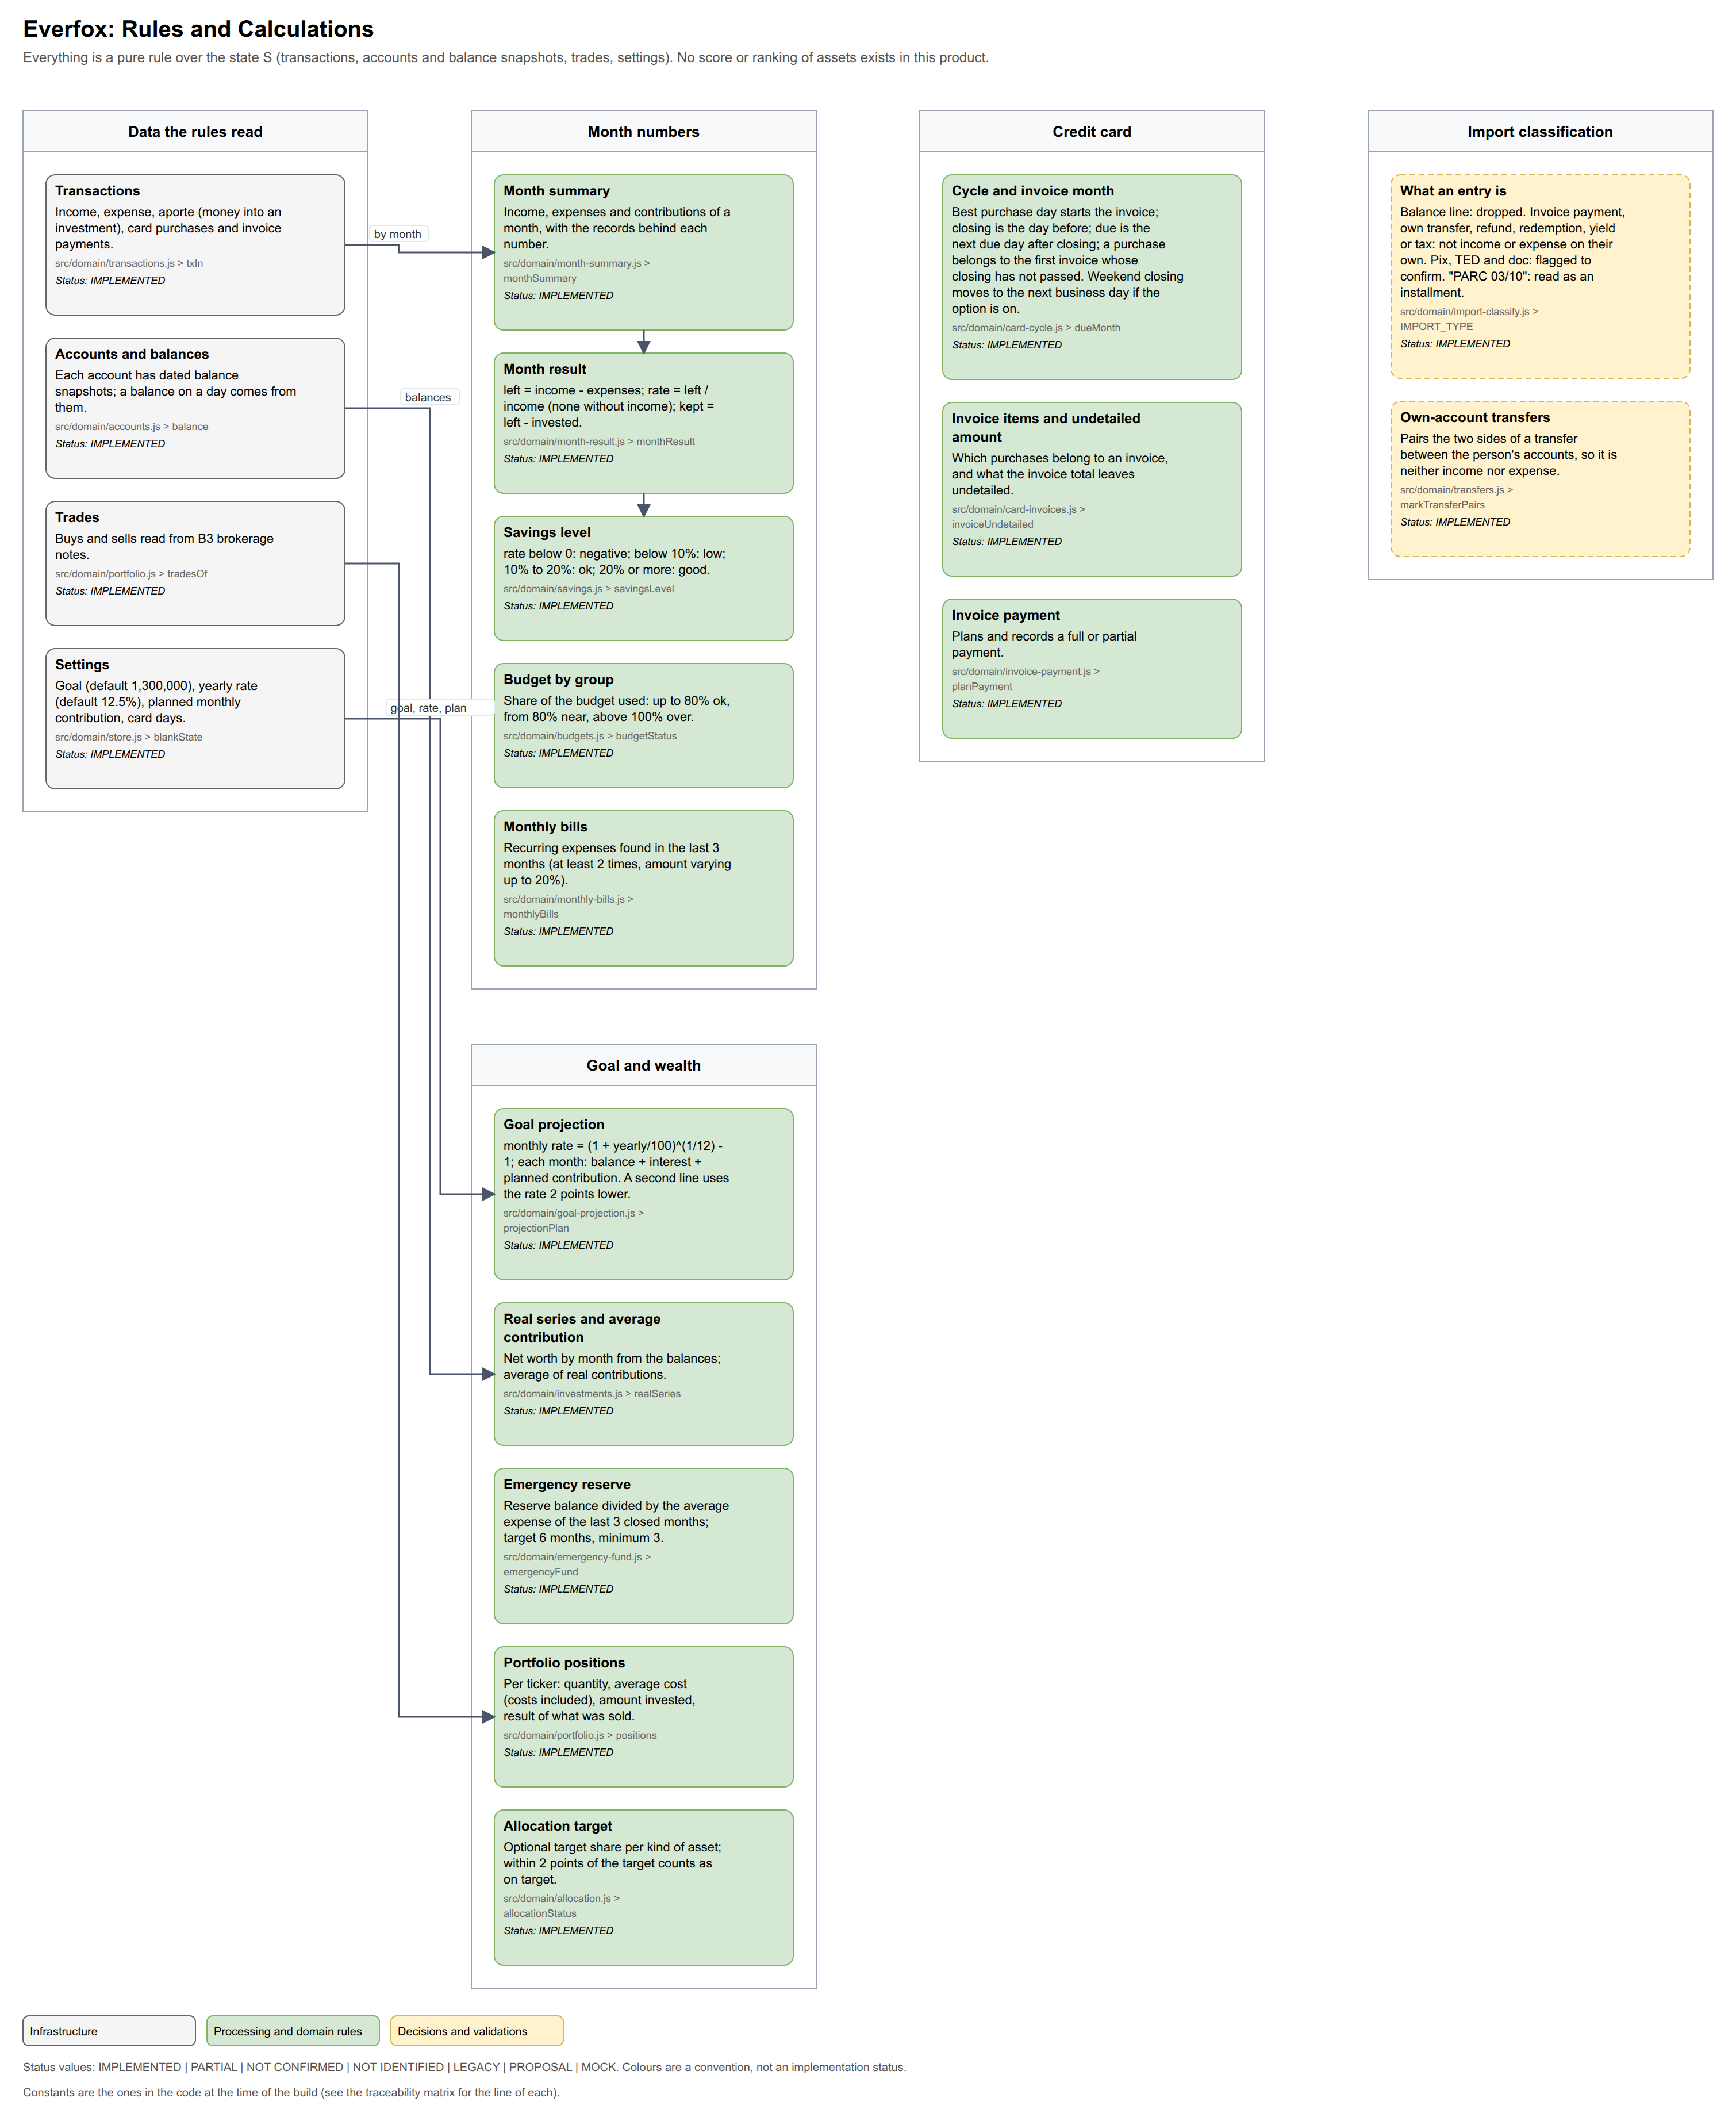 Everfox: Rules and Calculations
Everything is a pure rule over the state S (transactions, accounts and balance snapshots, trades, settings). No score or ranking of assets exists in this product.
Data the rules read
Transactions
Income, expense, aporte (money into an
investment), card purchases and invoice
payments.
src/domain/transactions.js > txIn
Status: IMPLEMENTED
Accounts and balances
Each account has dated balance
snapshots; a balance on a day comes from
them.
src/domain/accounts.js > balance
Status: IMPLEMENTED
Trades
Buys and sells read from B3 brokerage
notes.
src/domain/portfolio.js > tradesOf
Status: IMPLEMENTED
Settings
Goal (default 1,300,000), yearly rate
(default 12.5%), planned monthly
contribution, card days.
src/domain/store.js > blankState
Status: IMPLEMENTED
by month
balances
goal, rate, plan
Month numbers
Month summary
Income, expenses and contributions of a
month, with the records behind each
number.
src/domain/month-summary.js >
monthSummary
Status: IMPLEMENTED
Month result
left = income - expenses; rate = left /
income (none without income); kept =
left - invested.
src/domain/month-result.js > monthResult
Status: IMPLEMENTED
Savings level
rate below 0: negative; below 10%: low;
10% to 20%: ok; 20% or more: good.
src/domain/savings.js > savingsLevel
Status: IMPLEMENTED
Budget by group
Share of the budget used: up to 80% ok,
from 80% near, above 100% over.
src/domain/budgets.js > budgetStatus
Status: IMPLEMENTED
Monthly bills
Recurring expenses found in the last 3
months (at least 2 times, amount varying
up to 20%).
src/domain/monthly-bills.js >
monthlyBills
Status: IMPLEMENTED
Goal and wealth
Goal projection
monthly rate = (1 + yearly/100)^(1/12) -
1; each month: balance + interest +
planned contribution. A second line uses
the rate 2 points lower.
src/domain/goal-projection.js >
projectionPlan
Status: IMPLEMENTED
Real series and average
contribution
Net worth by month from the balances;
average of real contributions.
src/domain/investments.js > realSeries
Status: IMPLEMENTED
Emergency reserve
Reserve balance divided by the average
expense of the last 3 closed months;
target 6 months, minimum 3.
src/domain/emergency-fund.js >
emergencyFund
Status: IMPLEMENTED
Portfolio positions
Per ticker: quantity, average cost
(costs included), amount invested,
result of what was sold.
src/domain/portfolio.js > positions
Status: IMPLEMENTED
Allocation target
Optional target share per kind of asset;
within 2 points of the target counts as
on target.
src/domain/allocation.js >
allocationStatus
Status: IMPLEMENTED
Credit card
Cycle and invoice month
Best purchase day starts the invoice;
closing is the day before; due is the
next due day after closing; a purchase
belongs to the first invoice whose
closing has not passed. Weekend closing
moves to the next business day if the
option is on.
src/domain/card-cycle.js > dueMonth
Status: IMPLEMENTED
Invoice items and undetailed
amount
Which purchases belong to an invoice,
and what the invoice total leaves
undetailed.
src/domain/card-invoices.js >
invoiceUndetailed
Status: IMPLEMENTED
Invoice payment
Plans and records a full or partial
payment.
src/domain/invoice-payment.js >
planPayment
Status: IMPLEMENTED
Import classification
What an entry is
Balance line: dropped. Invoice payment,
own transfer, refund, redemption, yield
or tax: not income or expense on their
own. Pix, TED and doc: flagged to
confirm. "PARC 03/10": read as an
installment.
src/domain/import-classify.js >
IMPORT_TYPE
Status: IMPLEMENTED
Own-account transfers
Pairs the two sides of a transfer
between the person's accounts, so it is
neither income nor expense.
src/domain/transfers.js >
markTransferPairs
Status: IMPLEMENTED
Infrastructure
Processing and domain rules
Decisions and validations
Status values: IMPLEMENTED | PARTIAL | NOT CONFIRMED | NOT IDENTIFIED | LEGACY | PROPOSAL | MOCK. Colours are a convention, not an implementation status.
Constants are the ones in the code at the time of the build (see the traceability matrix for the line of each).